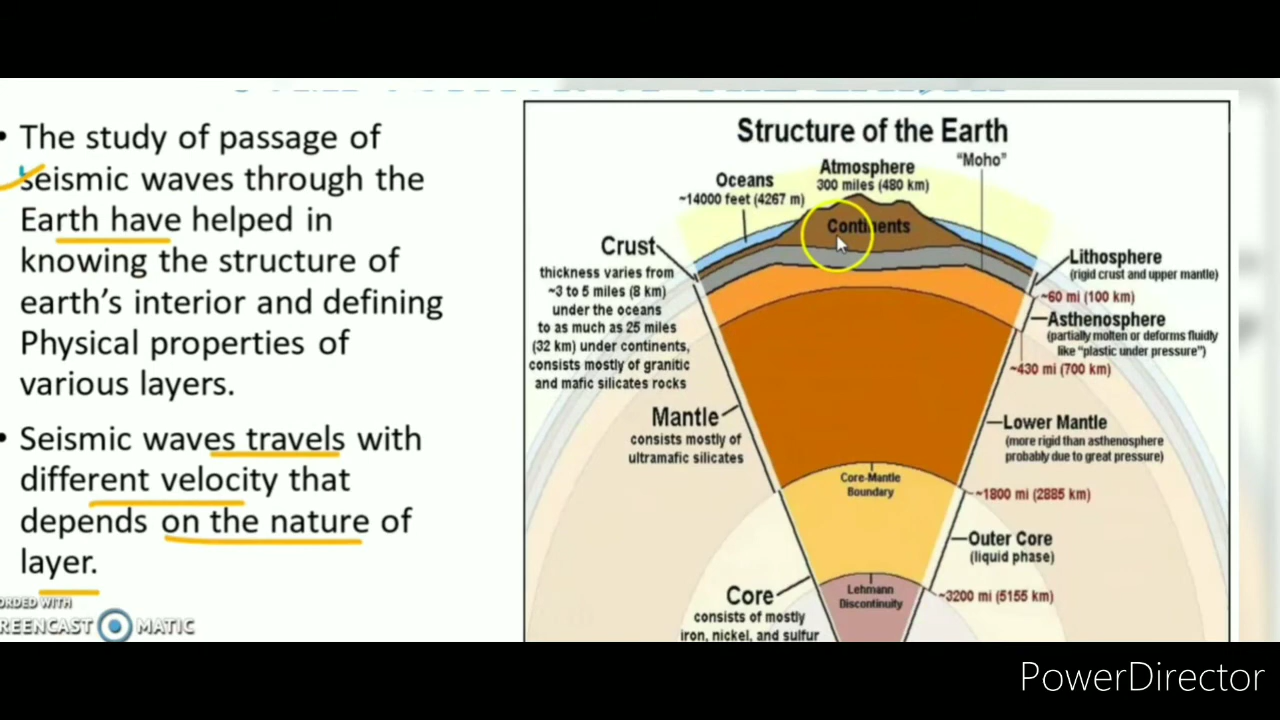 • The study of passage of
seismic waves through the
Earth have helped in
knowing the structure of
earth's interior and defining
Physical properties of
various layers.
• Seismic waves travels with
different velocity that
depends on the nature of
layer.
ORDED WITH
REENCAST MATIC
Structure of the Earth
Atmosphere
300 miles (480 km)
"Moho"
Oceans
~14000 feet (4267 m)
Continents
Crust
thickness varies from
~3 to 5 miles (8 km)
under the oceans
to as much as 25 miles
(32 km) under continents,
consists mostly of granitic
and mafic silicates rocks
Mantle
consists mostly of
ultramafic silicates
Core-Mantle
Boundary
Core
consists of mostly
iron, nickel, and sulfur
Lehmann
Discontinuity
Lithosphere
(rigid crust and upper mantle)
~60 mi (100 km)
Asthenosphere
(partially molten or deforms fluidly
like "plastic under pressure")
~430 mi (700 km)
Lower Mantle
(more rigid than asthenosphere
probably due to great pressure)
~1800 mi (2885 km)
Outer Core
(liquid phase)
~3200 mi (5155 km)
PowerDirector